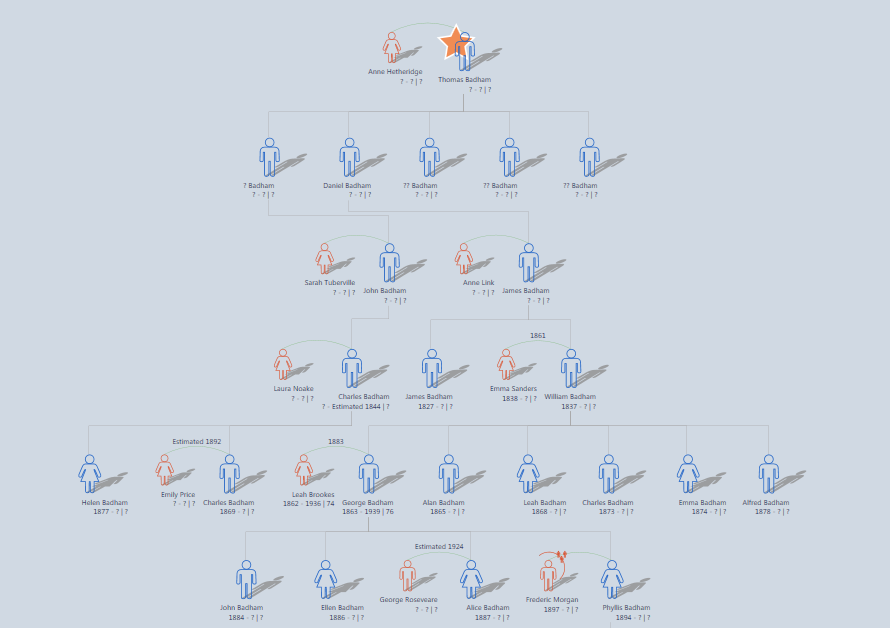 Anne Hetheridge
? - ? | ?
Thomas Badham
? - ? | ?
? Badham
? - ? | ?
Daniel Badham
? - ? | ?
?? Badham
? - ? | ?
?? Badham
? - ? | ?
?? Badham
? - ? | ?
Sarah Tuberville
? - ? | ?
John Badham
? - ? | ?
Anne Link
? - ? | ?
James Badham
? - ? | ?
1861
Laura Noake
? - ? | ?
Charles Badham
? - Estimated 1844 | ?
James Badham
1827 - ? | ?
Emma Sanders
1838 - ? | ?
William Badham
1837 - ? | ?
Estimated 1892
1883
Helen Badham
1877 - ? | ?
Emily Price
? - ? | ?
Charles Badham
1869 - ? | ?
Leah Brookes
1862 - 1936 | 74
George Badham
1863 - 1939 | 76
Alan Badham
1865 - ? | ?
Leah Badham
1868 - ? | ?
Charles Badham
1873 - ? | ?
Emma Badham
1874 - ? | ?
Alfred Badham
1878 - ? | ?
Estimated 1924
John Badham
1884 - ? | ?
Ellen Badham
1886 - ? | ?
George Roseveare
? - ? | ?
Alice Badham
1887 - ? | ?
Frederic Morgan
1897 - ? | ?
Phyllis Badham
1894 - ? | ?